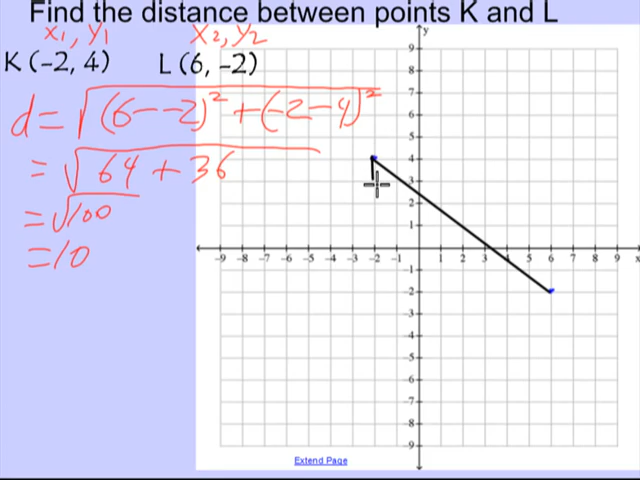 Find the distance between points K and L
x1, y1 x2, y2
K (-2, 4) L (6, -2)
d = √(6--2)² + (-2-4)²
= √64 + 36
= √100
= 10
y
9
8
7
6
5
4
3
2
1
-9 -8 -7 -6 -5 -4 -3 -2 -1 1 2 3 4 5 6 7 8 9 x
-1
-2
-3
-4
-5
-6
-7
-8
-9
Extend Page